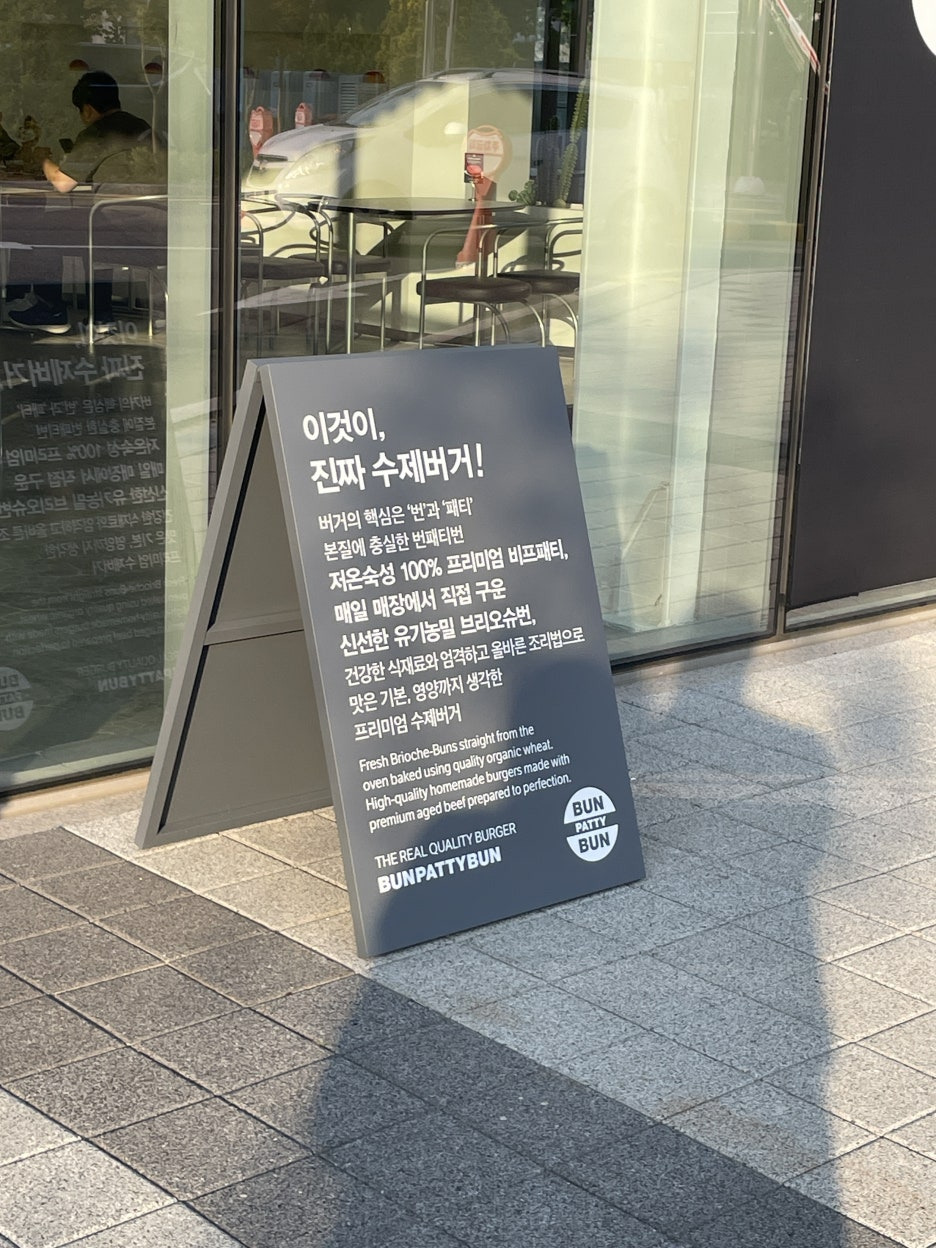 이것이,
진짜 수제버거!
버거의 핵심은 '번'과 '패티'
본질에 충실한 번패티번
저온숙성 100% 프리미엄 비프패티,
매일 매장에서 직접 구운
신선한 유기농밀 브리오슈번,
건강한 식재료와 엄격하고 올바른 조리법으로
맛은 기본, 영양까지 생각한
프리미엄 수제버거
Fresh Brioche-Buns straight from the
oven baked using quality organic wheat.
High-quality homemade burgers made with
premium aged beef prepared to perfection.
THE REAL QUALITY BURGER
BUNPATTYBUN
BUN
PATTY
BUN